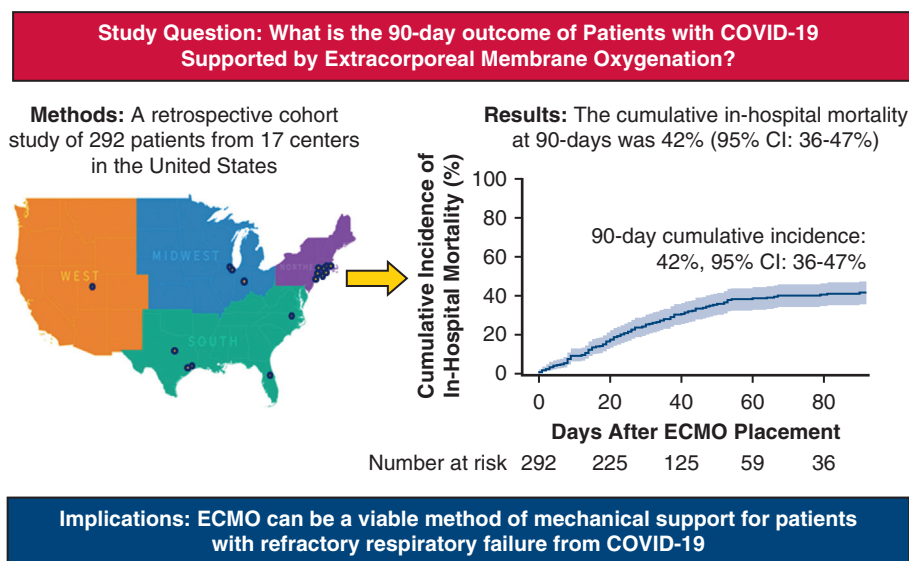 Study Question: What is the 90-day outcome of Patients with COVID-19
Supported by Extracorporeal Membrane Oxygenation?
Methods: A retrospective cohort
study of 292 patients from 17 centers
in the United States
WEST
MIDWEST
SOUTH
Results: The cumulative in-hospital mortality
at 90-days was 42% (95% CI: 36-47%)
Cumulative Incidence of
In-Hospital Mortality (%)
100
80
60
40
20
0
90-day cumulative incidence:
42%, 95% CI: 36-47%
0 20 40 60 80
Days After ECMO Placement
Number at risk 292 225 125 59 36
Implications: ECMO can be a viable method of mechanical support for patients
with refractory respiratory failure from COVID-19